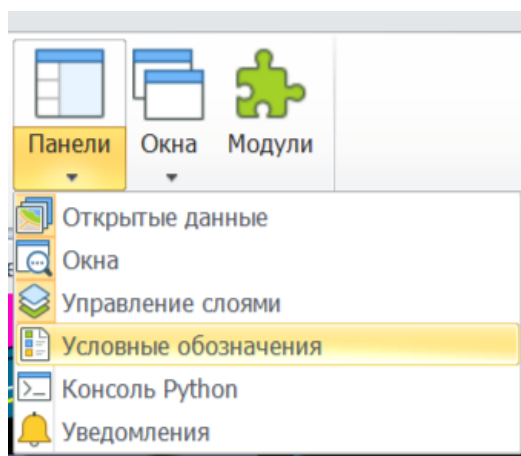 Панели Окна Модули
Открытые данные
Окна
Управление слоями
Условные обозначения
Консоль Python
Уведомления